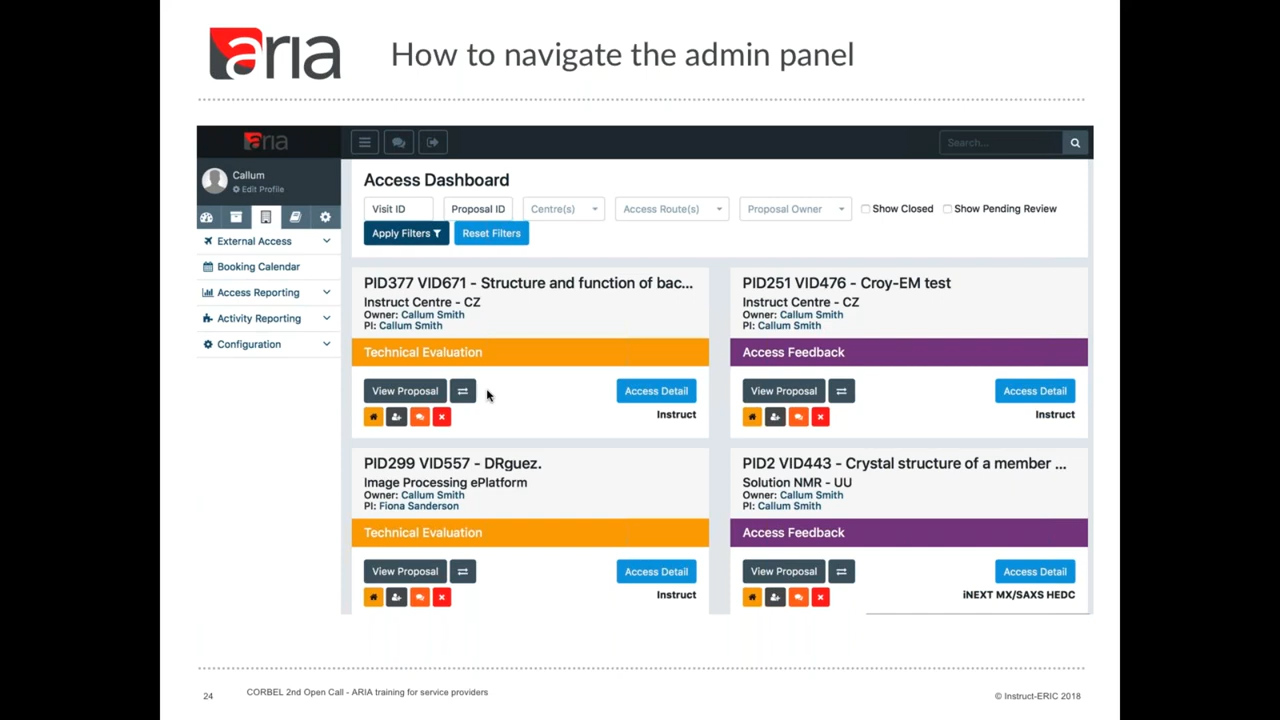 aria
How to navigate the admin panel
aria
Search...
Callum
Edit Profile
Access Dashboard
Visit ID
Proposal ID
Centre(s)
Access Route(s)
Proposal Owner
Show Closed
Show Pending Review
Apply Filters
Reset Filters
External Access
Booking Calendar
Access Reporting
Activity Reporting
Configuration
PID377 VID671 - Structure and function of bac...
Instruct Centre - CZ
Owner: Callum Smith
PI: Callum Smith
Technical Evaluation
View Proposal
Access Detail
Instruct
PID251 VID476 - Croy-EM test
Instruct Centre - CZ
Owner: Callum Smith
PI: Callum Smith
Access Feedback
View Proposal
Access Detail
Instruct
PID299 VID557 - DRguez.
Image Processing ePlatform
Owner: Callum Smith
PI: Fiona Sanderson
Technical Evaluation
View Proposal
Access Detail
Instruct
PID2 VID443 - Crystal structure of a member ...
Solution NMR - UU
Owner: Callum Smith
PI: Callum Smith
Access Feedback
View Proposal
Access Detail
iNEXT MX/SAXS HEDC
24
CORBEL 2nd Open Call - ARIA training for service providers
© Instruct-ERIC 2018